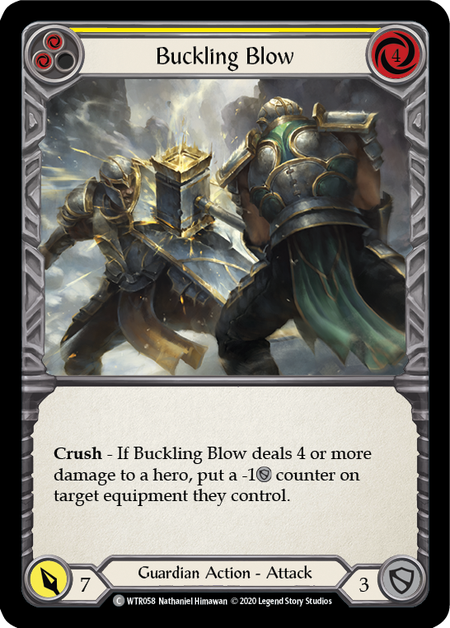 Buckling Blow
4
Crush - If Buckling Blow deals 4 or more
damage to a hero, put a -1 counter on
target equipment they control.
7
Guardian Action - Attack
3
C WTR058 Nathaniel Himawan © 2020 Legend Story Studios